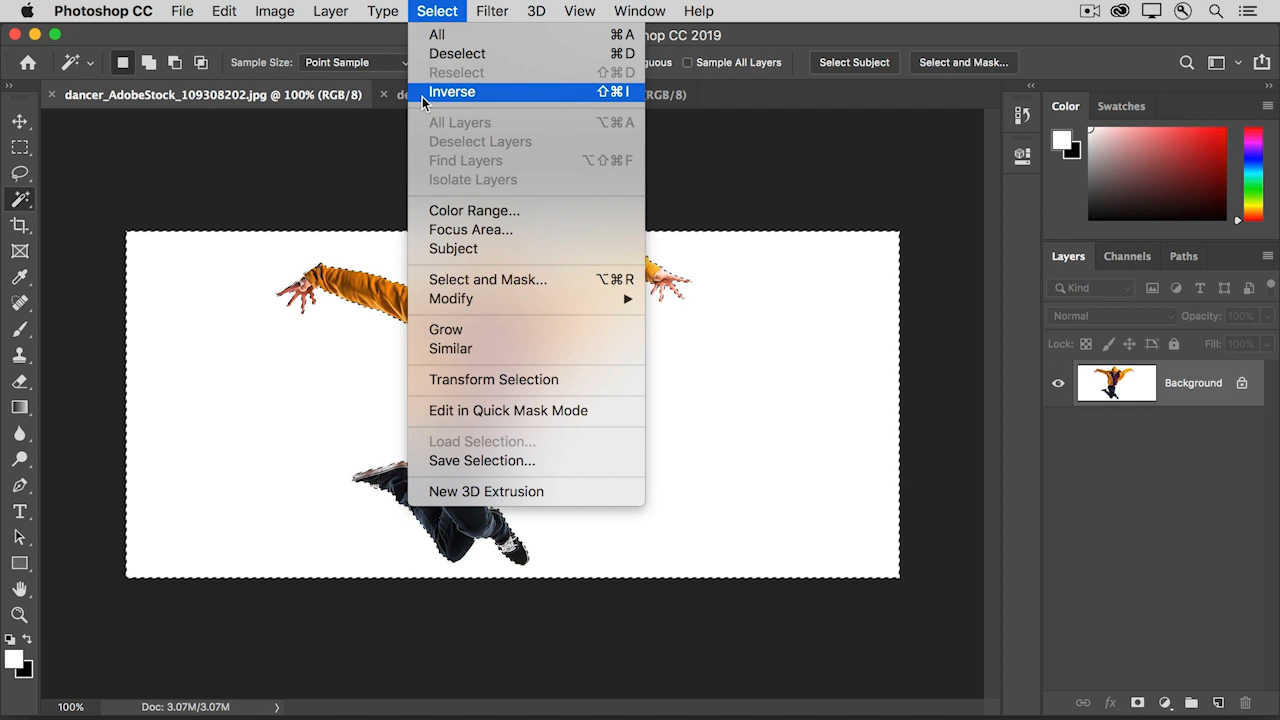 Photoshop CC File Edit Image Layer Type Select Filter 3D View Window Help
shop CC 2019
Sample Size: Point Sample
guous Sample All Layers Select Subject Select and Mask...
dancer_AdobeStock_109308202.jpg @ 100% (RGB/8)
de
RGB/8)
All ⌘A
Deselect ⌘D
Reselect ⇧⌘D
Inverse ⇧⌘I
All Layers ⌥⌘A
Deselect Layers
Find Layers ⌥⇧⌘F
Isolate Layers
Color Range...
Focus Area...
Subject
Select and Mask... ⌥⌘R
Modify
Grow
Similar
Transform Selection
Edit in Quick Mask Mode
Load Selection...
Save Selection...
New 3D Extrusion
Color Swatches
Layers Channels Paths
Kind
Normal Opacity: 100%
Lock: Fill: 100%
Background
100% Doc: 3.07M/3.07M